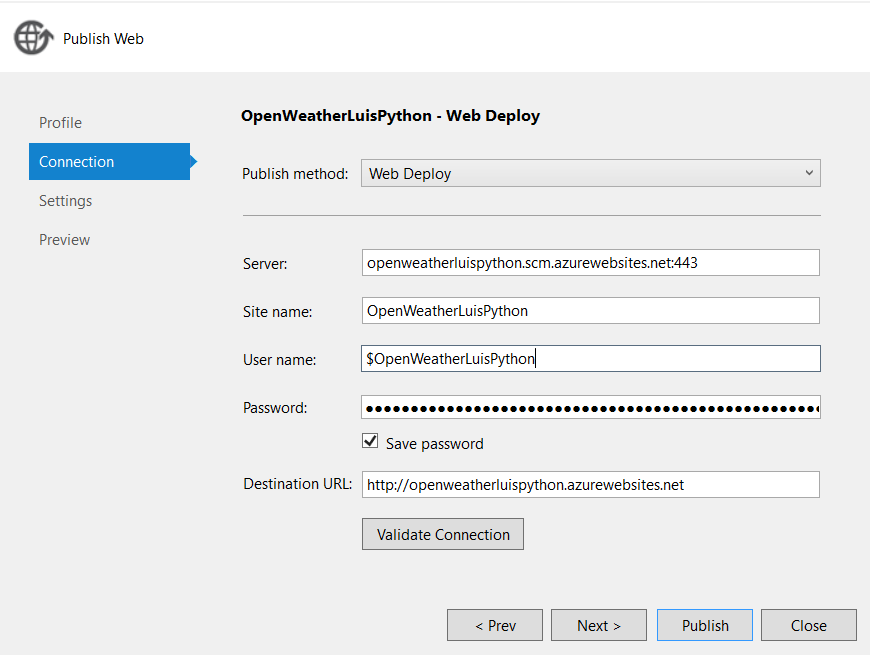 Publish Web
Profile
Connection
Settings
Preview
OpenWeatherLuisPython - Web Deploy
Publish method: Web Deploy
Server: openweatherluispython.scm.azurewebsites.net:443
Site name: OpenWeatherLuisPython
User name: $OpenWeatherLuisPython
Password: ••••••••••••••••••••••••••••••••••••••••••••••••••••
Save password
Destination URL: http://openweatherluispython.azurewebsites.net
Validate Connection
< Prev Next > Publish Close